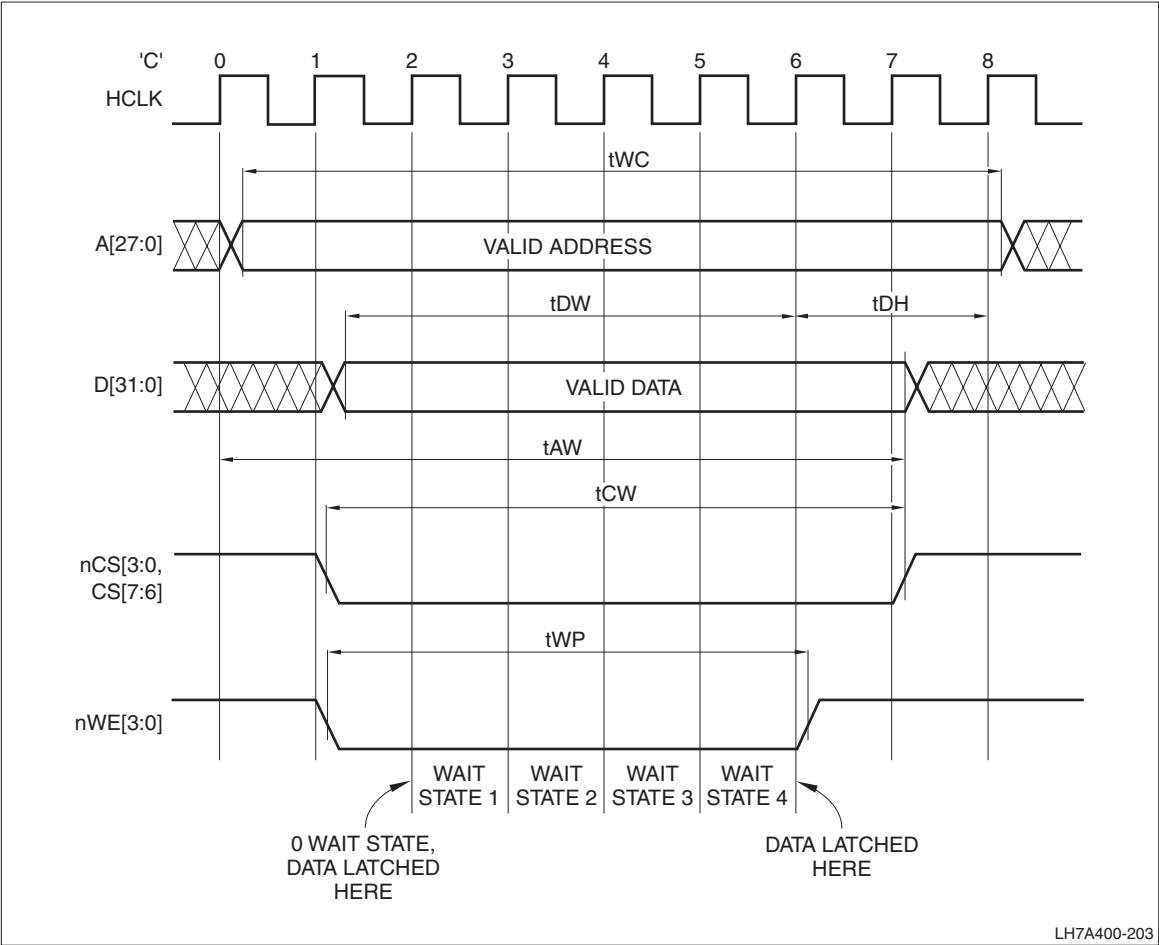 'C' 0 1 2 3 4 5 6 7 8
HCLK
tWC
A[27:0]
VALID ADDRESS
tDW
tDH
D[31:0]
VALID DATA
tAW
tCW
nCS[3:0,
CS[7:6]
tWP
nWE[3:0]
WAIT
STATE 1
WAIT
STATE 2
WAIT
STATE 3
WAIT
STATE 4
0 WAIT STATE,
DATA LATCHED
HERE
DATA LATCHED
HERE
LH7A400-203